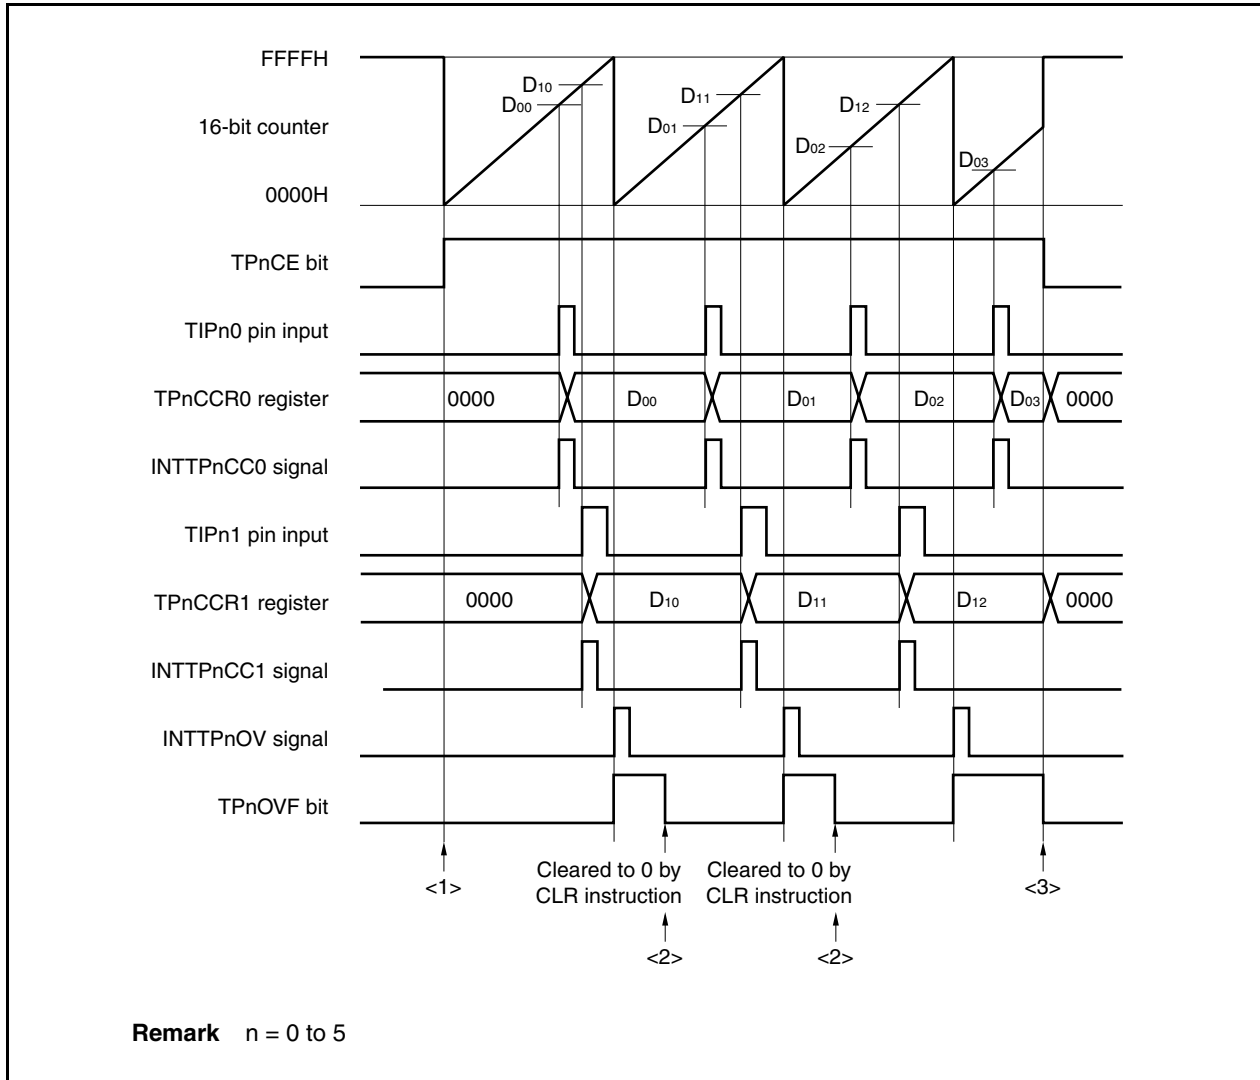 FFFFH
D10
D00
D11
D01
D12
D02
D03
16-bit counter
0000H
TPnCE bit
TIPn0 pin input
TPnCCR0 register
0000
D00
D01
D02
D03
0000
INTTPnCC0 signal
TIPn1 pin input
TPnCCR1 register
0000
D10
D11
D12
0000
INTTPnCC1 signal
INTTPnOV signal
TPnOVF bit
<1>
Cleared to 0 by
CLR instruction
<2>
Cleared to 0 by
CLR instruction
<2>
<3>
Remark n = 0 to 5